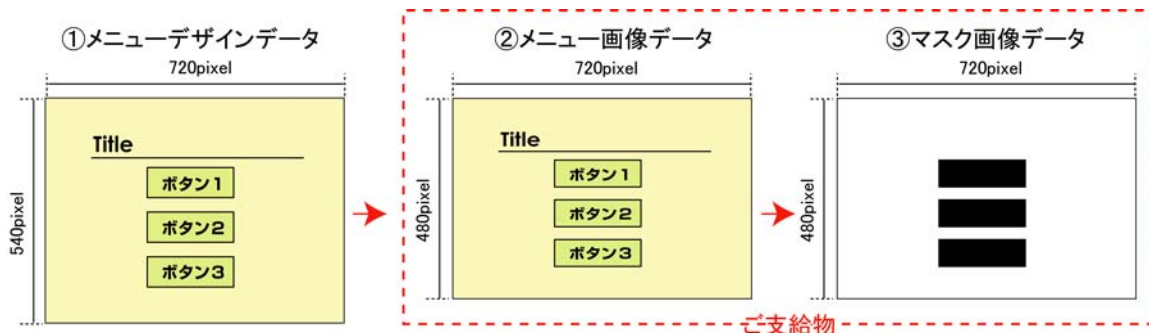 ①メニューデザインデータ
720pixel
540pixel
Title
ボタン1
ボタン2
ボタン3
②メニュー画像データ
720pixel
480pixel
Title
ボタン1
ボタン2
ボタン3
③マスク画像データ
720pixel
480pixel
ご支給物